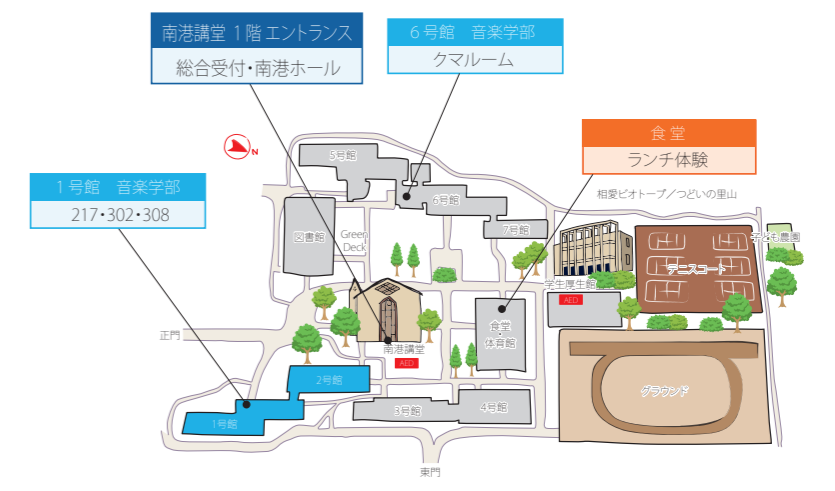 南港講堂 1階 エントランス
総合受付・南港ホール
6号館 音楽学部
クマルーム
食堂
ランチ体験
1号館 音楽学部
217・302・308
N
5号館
6号館
7号館
図書館
Green
Deck
相愛ビオトープ／つどいの里山
子ども農園
テニスコート
学生厚生館
AED
食堂
・
体育館
正門
南港講堂
AED
グラウンド
2号館
1号館
3号館
4号館
東門